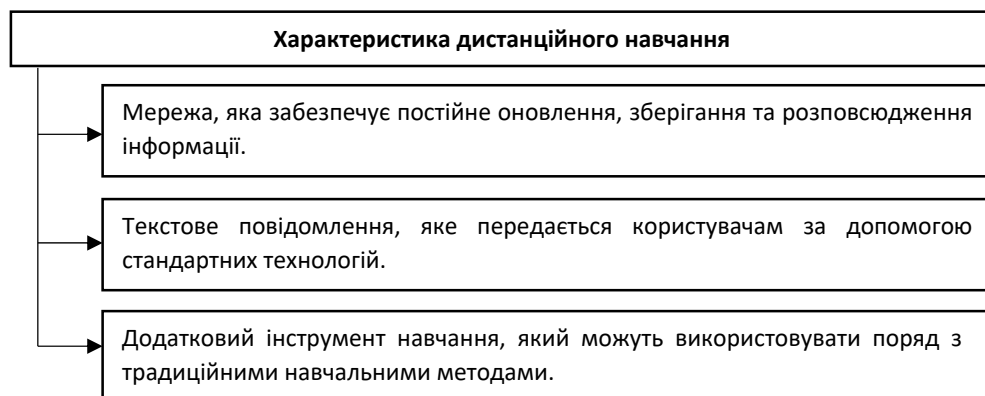 Характеристика дистанційного навчання
Мережа, яка забезпечує постійне оновлення, зберігання та розповсюдження
інформації.
Текстове повідомлення, яке передається користувачам за допомогою
стандартних технологій.
Додатковий інструмент навчання, який можуть використовувати поряд з
традиційними навчальними методами.